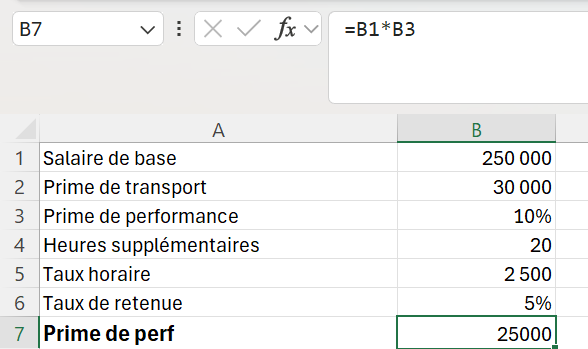 B7 fx =B1*B3
A B
1 Salaire de base 250 000
2 Prime de transport 30 000
3 Prime de performance 10%
4 Heures supplémentaires 20
5 Taux horaire 2 500
6 Taux de retenue 5%
7 Prime de perf 25000